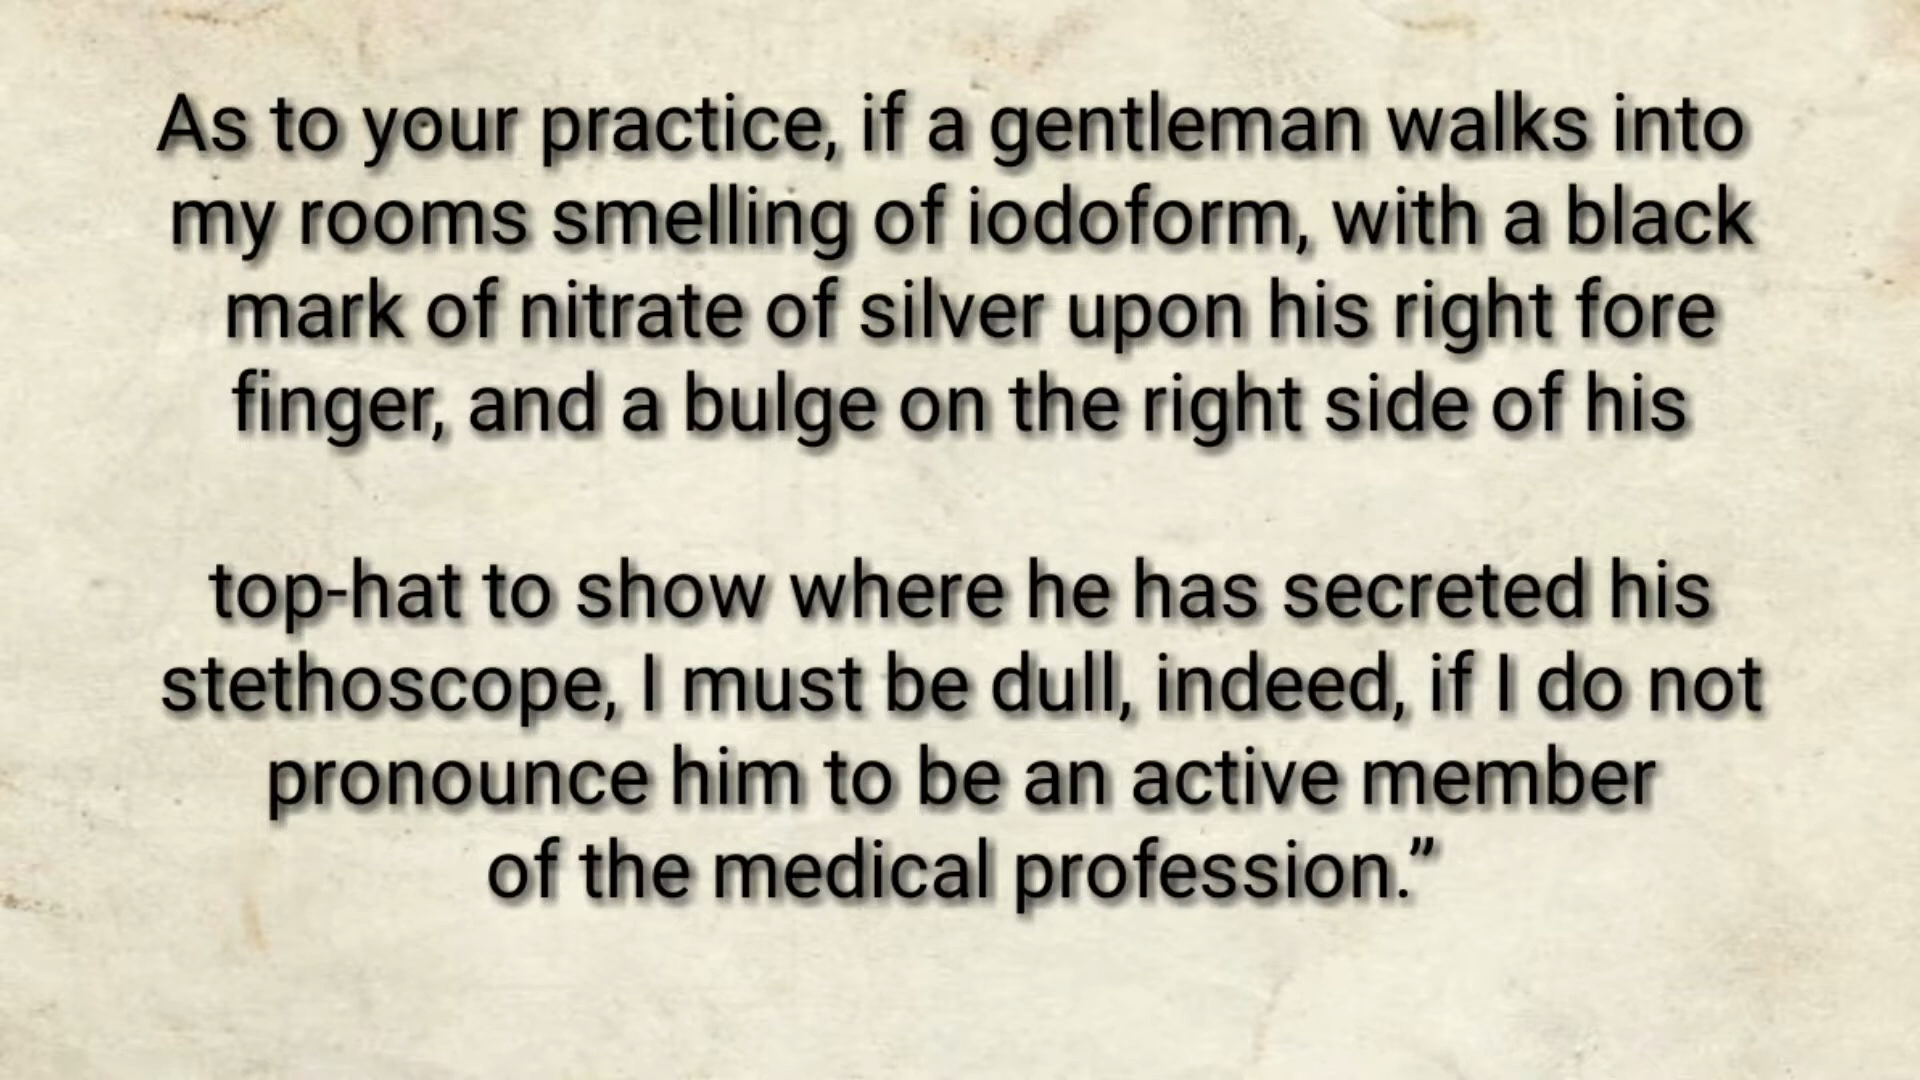 As to your practice, if a gentleman walks into
my rooms smelling of iodoform, with a black
mark of nitrate of silver upon his right fore
finger, and a bulge on the right side of his
top-hat to show where he has secreted his
stethoscope, I must be dull, indeed, if I do not
pronounce him to be an active member
of the medical profession.”